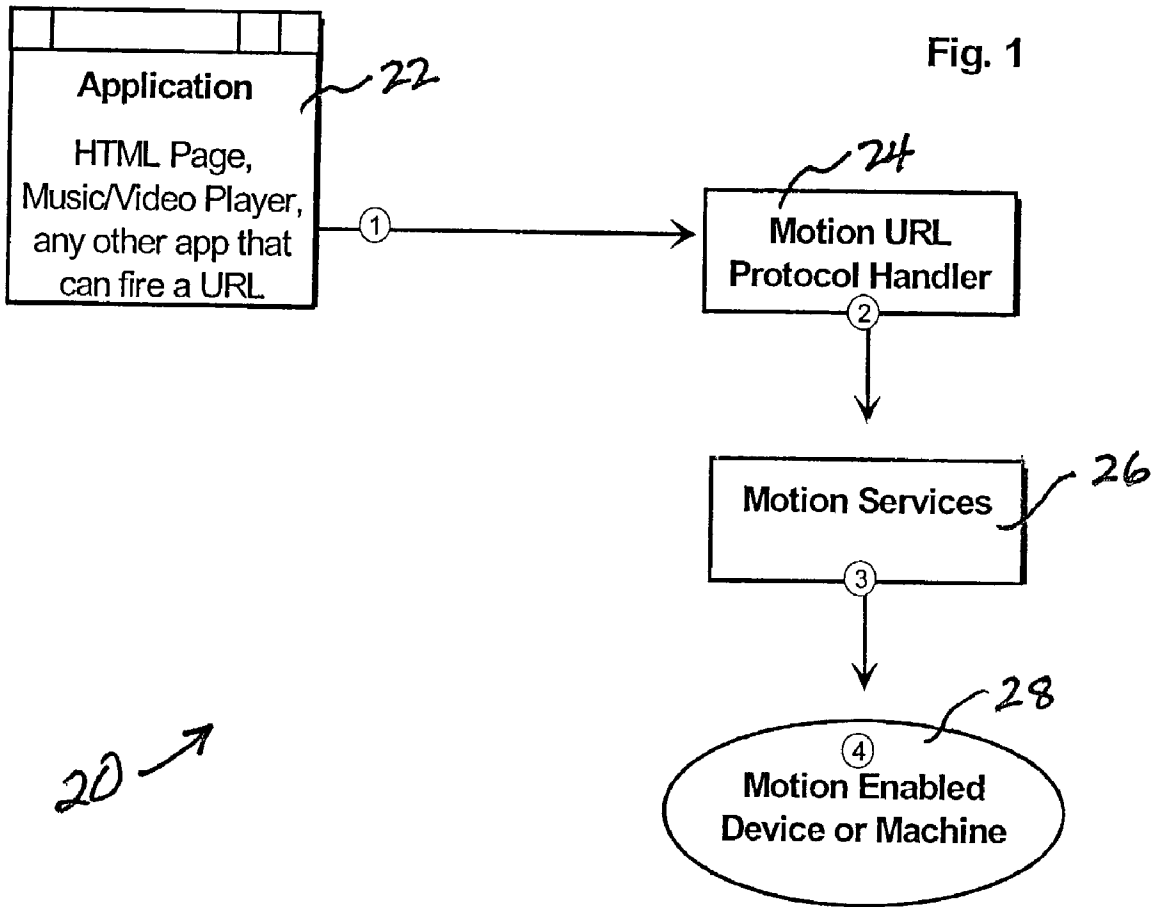 Fig. 1
22
Application
HTML Page,
Music/Video Player,
any other app that
can fire a URL
1
24
Motion URL
Protocol Handler
2
26
Motion Services
3
28
4
Motion Enabled
Device or Machine
20